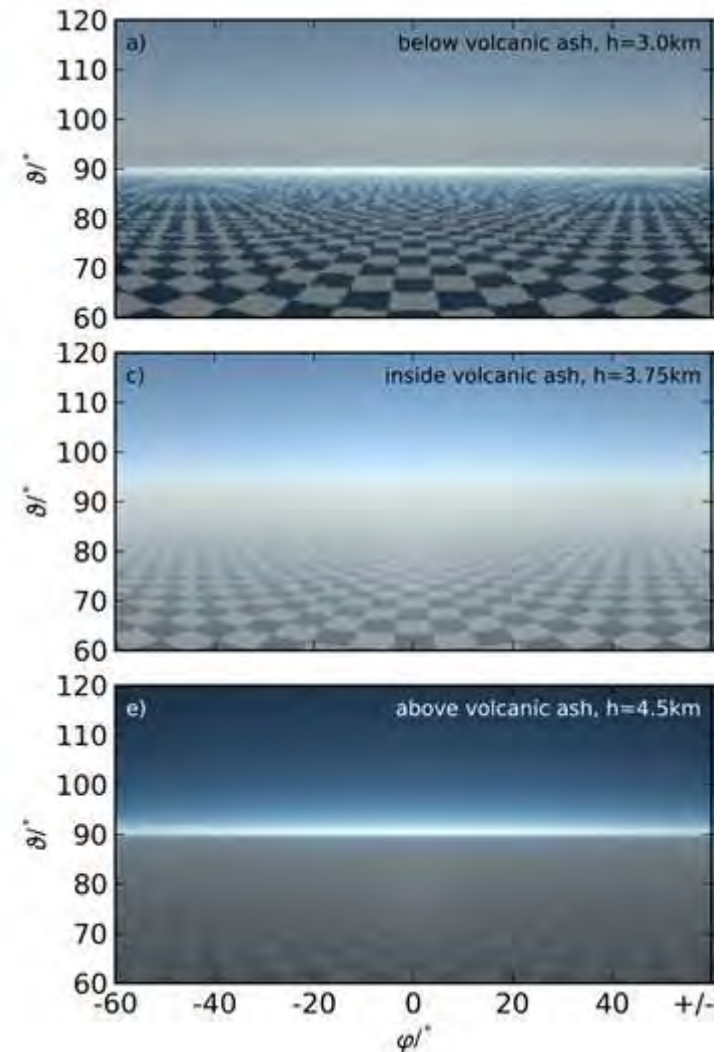 a) below volcanic ash, h=3.0km
120
110
100
90
80
70
60
ϑ/°
c) inside volcanic ash, h=3.75km
120
110
100
90
80
70
60
ϑ/°
e) above volcanic ash, h=4.5km
120
110
100
90
80
70
60
ϑ/°
-60 -40 -20 0 20 40 +/-
φ/°